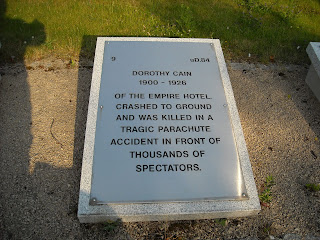 9 aD.64
DOROTHY CAIN
1900 - 1926
OF THE EMPIRE HOTEL.
CRASHED TO GROUND
AND WAS KILLED IN A
TRAGIC PARACHUTE
ACCIDENT IN FRONT OF
THOUSANDS OF
SPECTATORS.